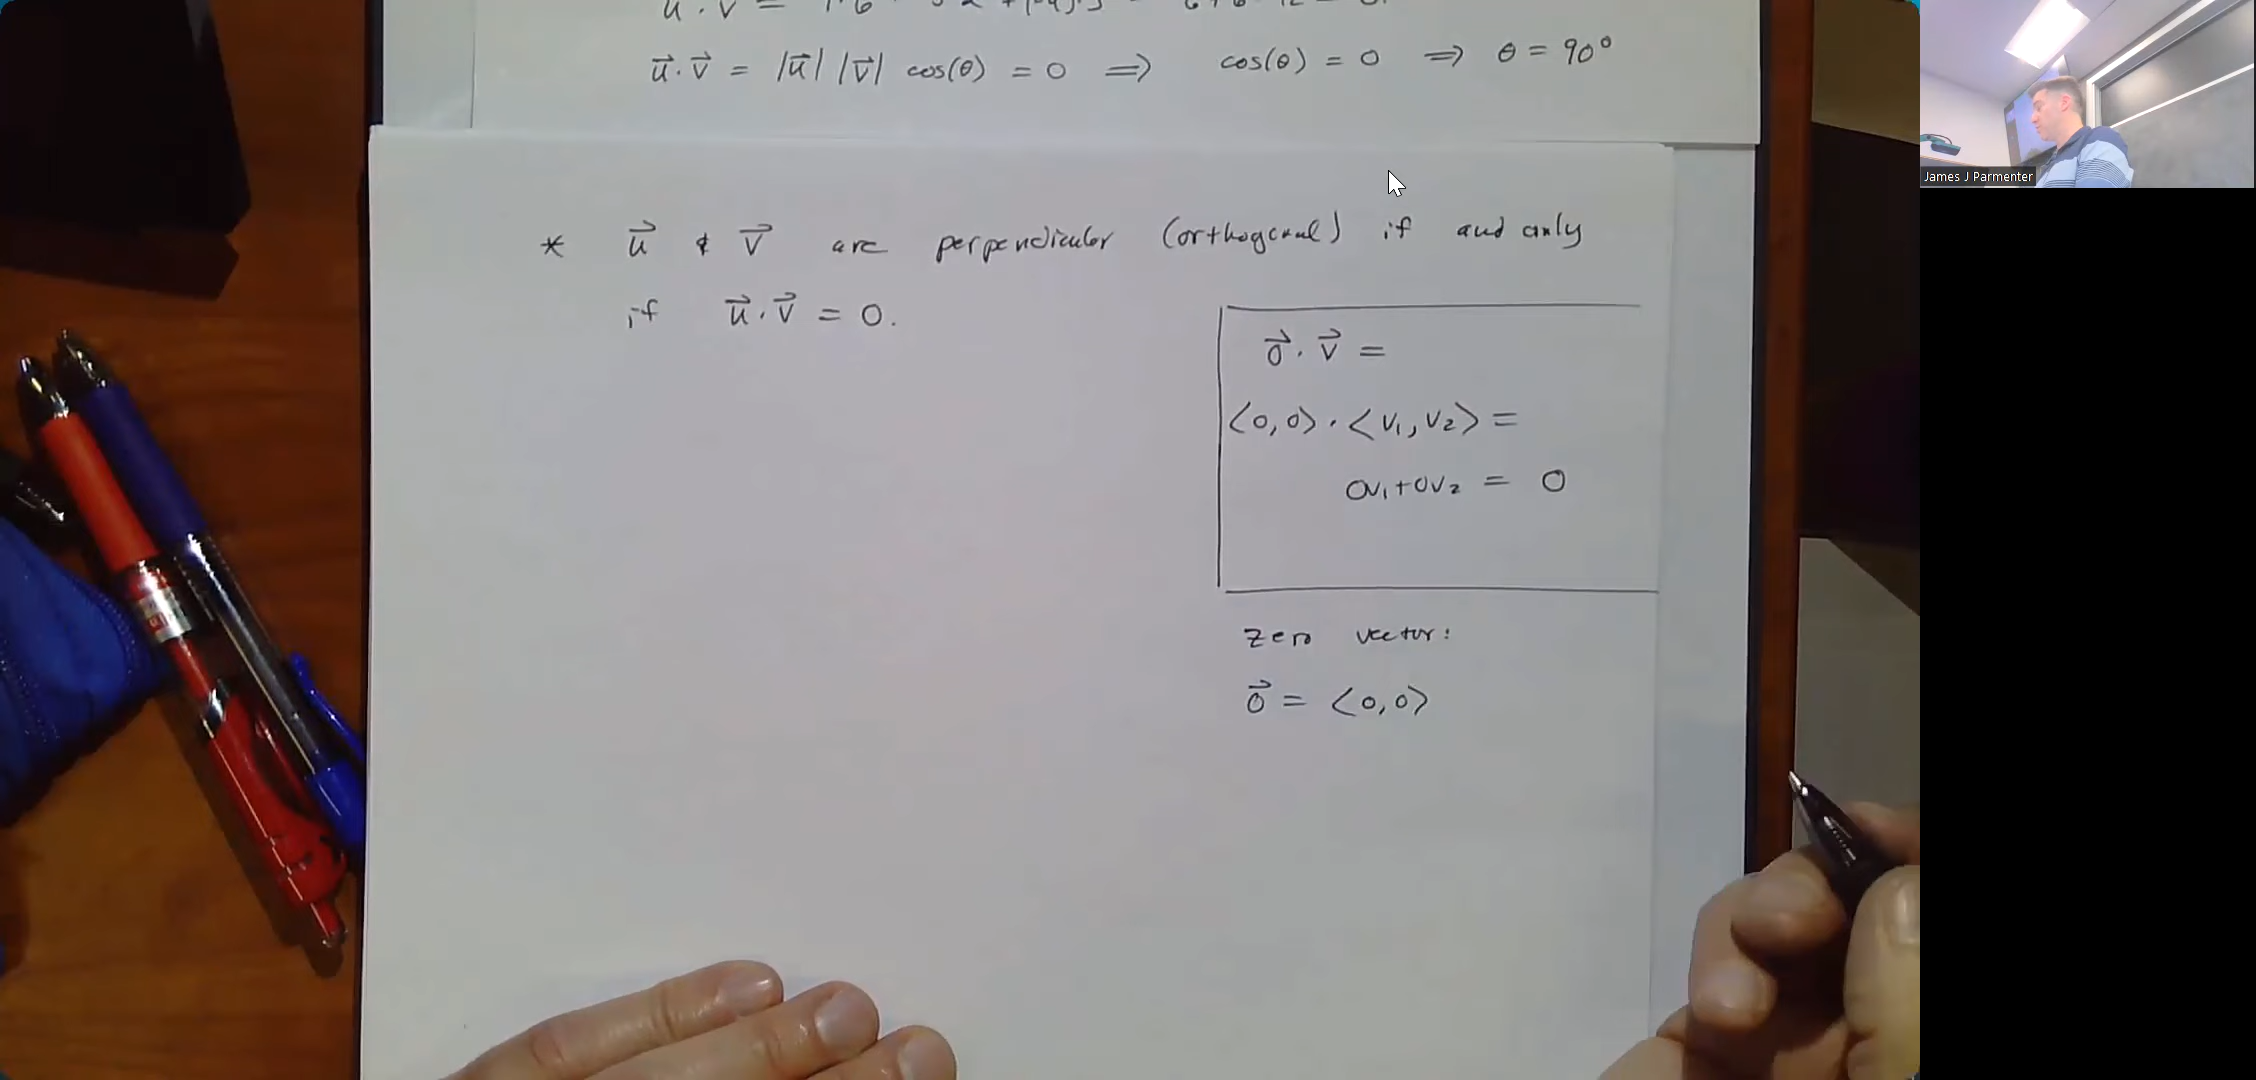 u⃗ · v⃗ =
u⃗ · v⃗ = |u⃗| |v⃗| cos(θ) = 0 ⟹ cos(θ) = 0 ⟹ θ = 90°
James J Parmenter
* u⃗ & v⃗ are perpendicular (orthogonal) if and only
if u⃗ · v⃗ = 0.
0⃗ · v⃗ =
<0,0> · <v₁, v₂> =
0v₁+0v₂ = 0
Zero vector:
0⃗ = <0,0>